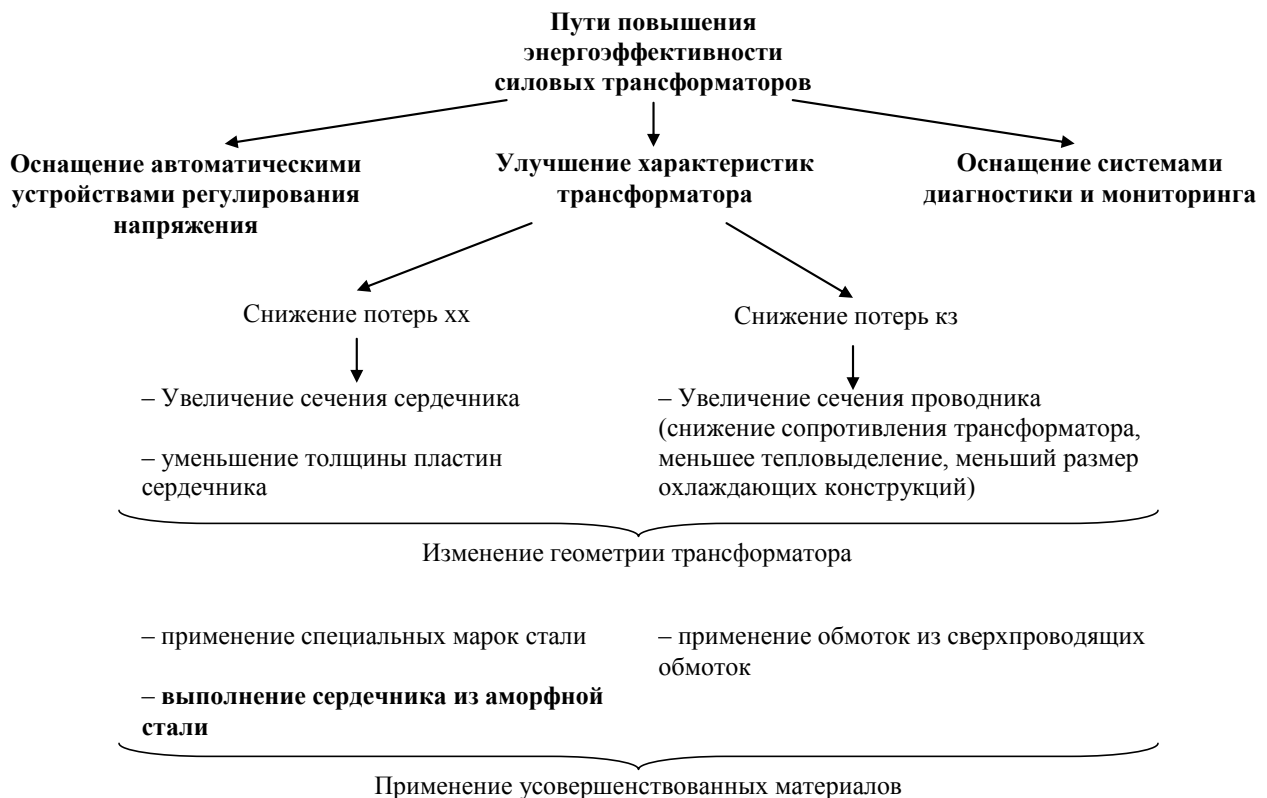 Пути повышения
энергоэффективности
силовых трансформаторов
Оснащение автоматическими
устройствами регулирования
напряжения
Улучшение характеристик
трансформатора
Оснащение системами
диагностики и мониторинга
Снижение потерь хх
Снижение потерь кз
– Увеличение сечения сердечника
– уменьшение толщины пластин
сердечника
– Увеличение сечения проводника
(снижение сопротивления трансформатора,
меньшее тепловыделение, меньший размер
охлаждающих конструкций)
Изменение геометрии трансформатора
– применение специальных марок стали
– выполнение сердечника из аморфной
стали
– применение обмоток из сверхпроводящих
обмоток
Применение усовершенствованных материалов